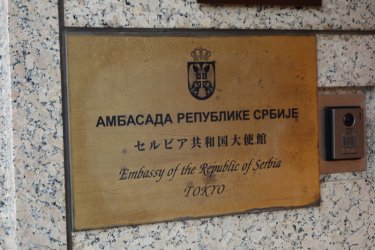 АМБАСАДА РЕПУБЛИКЕ СРБИЈЕ
セルビア共和国大使館
Embassy of the Republic of Serbia
TOKYO